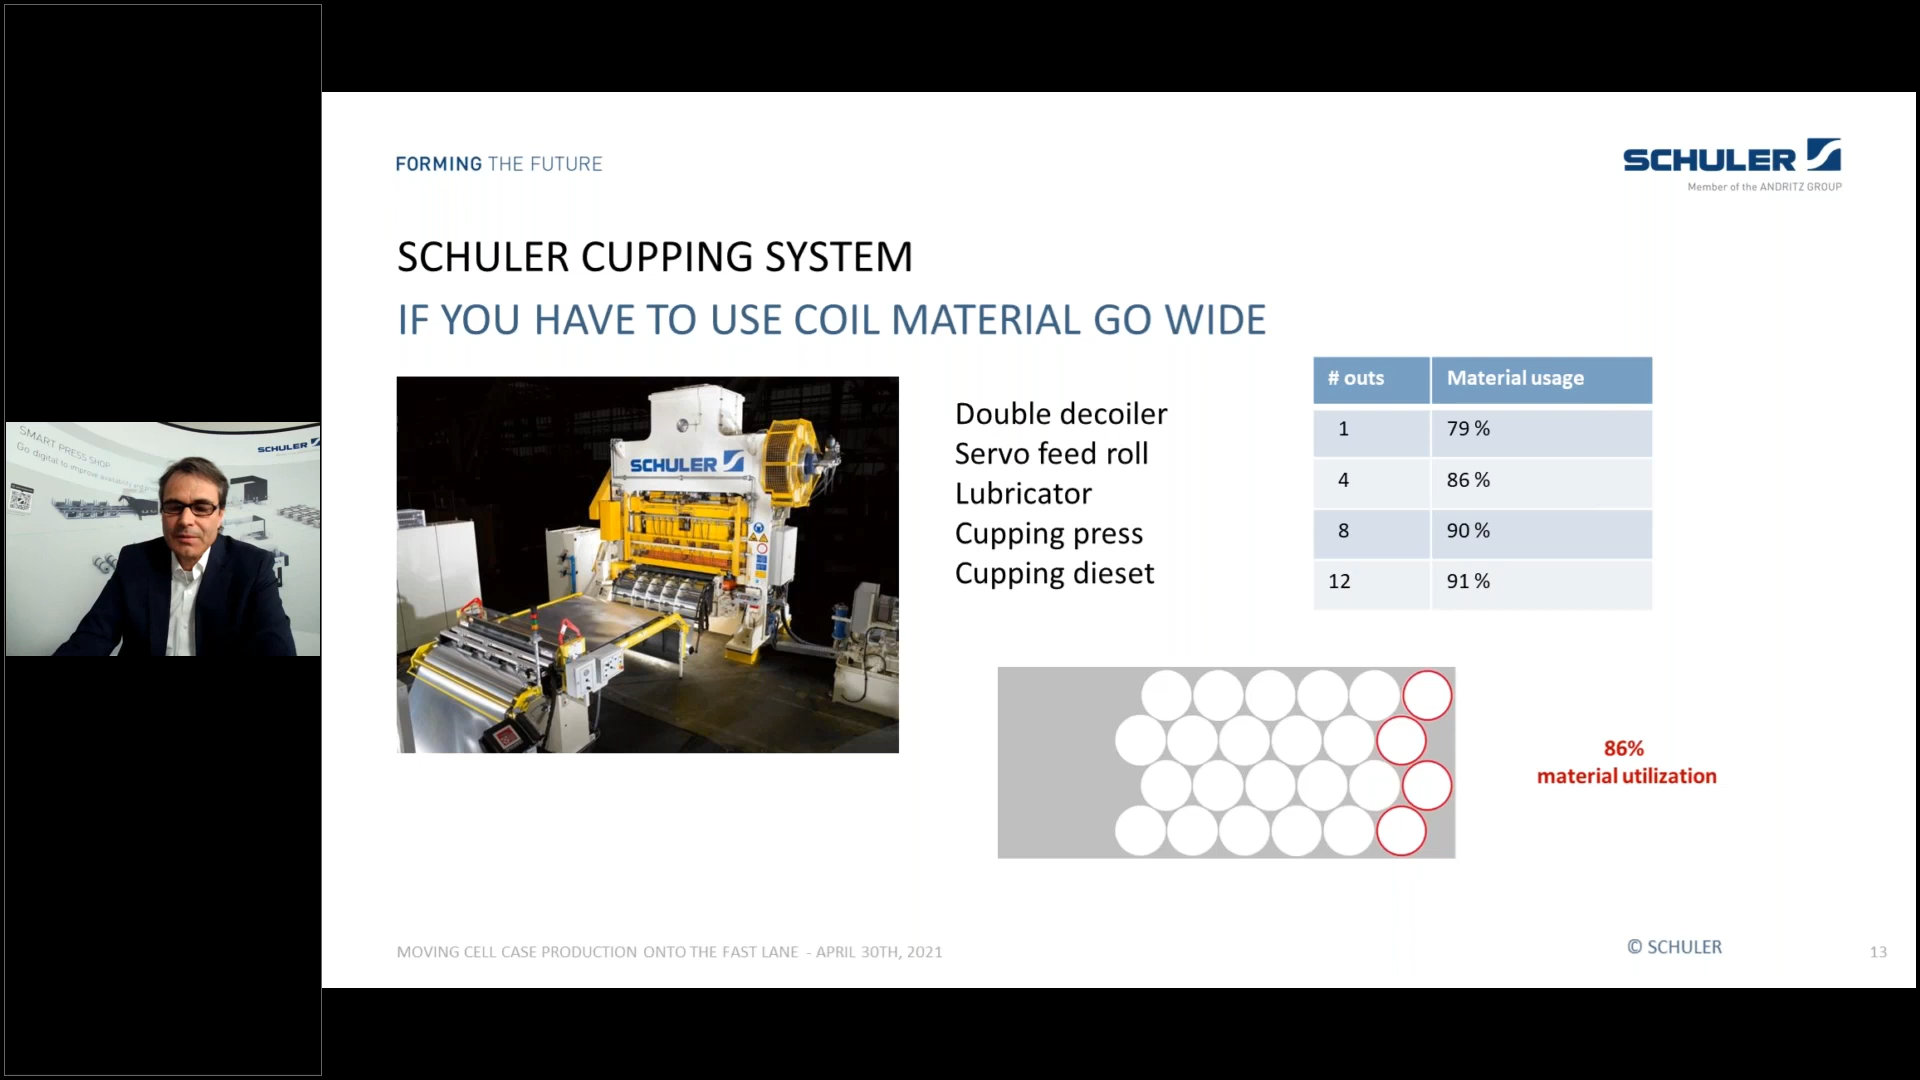 FORMING THE FUTURE
SCHULER
Member of the ANDRITZ GROUP
SCHULER CUPPING SYSTEM
IF YOU HAVE TO USE COIL MATERIAL GO WIDE
SCHULER
Double decoiler
Servo feed roll
Lubricator
Cupping press
Cupping dieset
# outs Material usage
1 79 %
4 86 %
8 90 %
12 91 %
86%
material utilization
SMART PRESS SHOP
Go digital to improve availability and
SCHULER
MOVING CELL CASE PRODUCTION ONTO THE FAST LANE - APRIL 30TH, 2021
© SCHULER
13